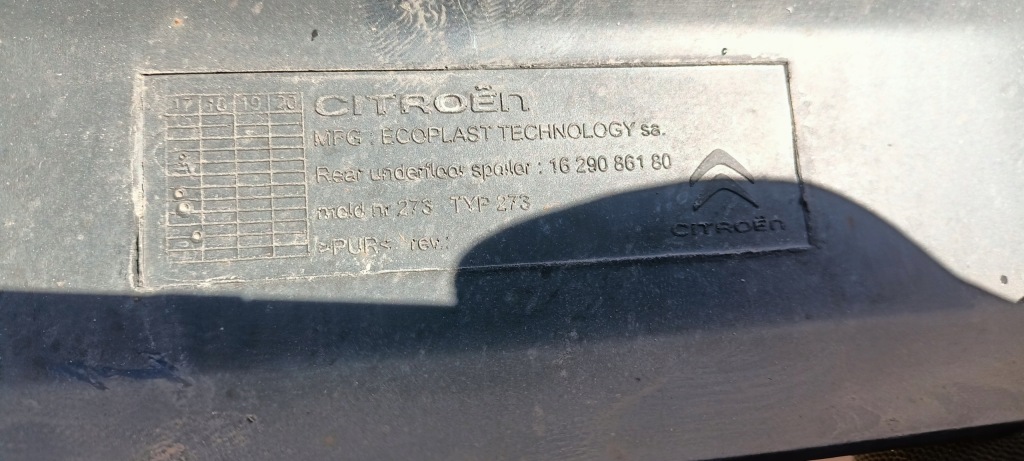 17 18 19 20
CITROËN
MFG : ECOPLAST TECHNOLOGY sa.
Rear underfloor spoiler : 16 290 861 80
mold nr 273 TYP 273
>PUR< rev:
CITROËN